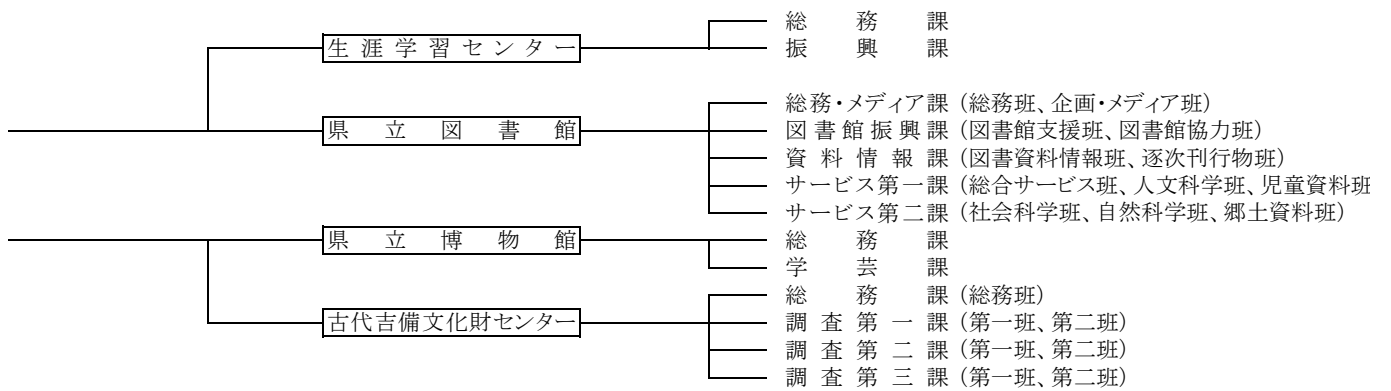 総務課
生涯学習センター
振興課
総務・メディア課（総務班、企画・メディア班）
県立図書館
図書館振興課（図書館支援班、図書館協力班）
資料情報課（図書資料情報班、逐次刊行物班）
サービス第一課（総合サービス班、人文科学班、児童資料班
サービス第二課（社会科学班、自然科学班、郷土資料班）
県立博物館
総務課
学芸課
総務課（総務班）
古代吉備文化財センター
調査第一課（第一班、第二班）
調査第二課（第一班、第二班）
調査第三課（第一班、第二班）